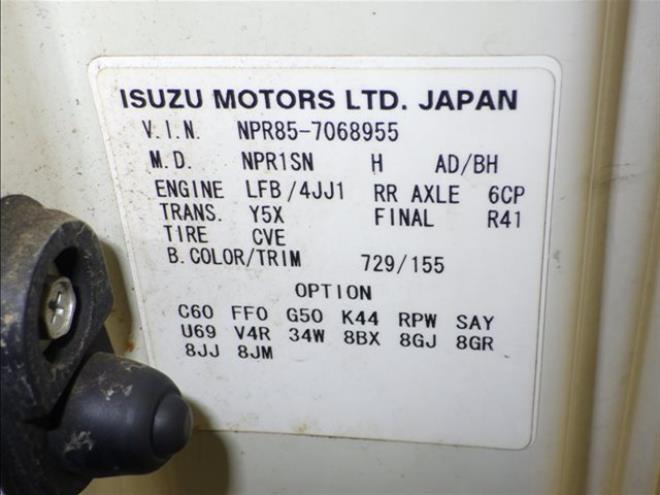 ISUZU MOTORS LTD. JAPAN
V.I.N. NPR85-7068955
M.D. NPR1SN H AD/BH
ENGINE LFB/4JJ1 RR AXLE 6CP
TRANS. Y5X FINAL R41
TIRE CVE
B.COLOR/TRIM 729/155
OPTION
C60 FF0 G50 K44 RPW SAY
U69 V4R 34W 8BX 8GJ 8GR
8JJ 8JM